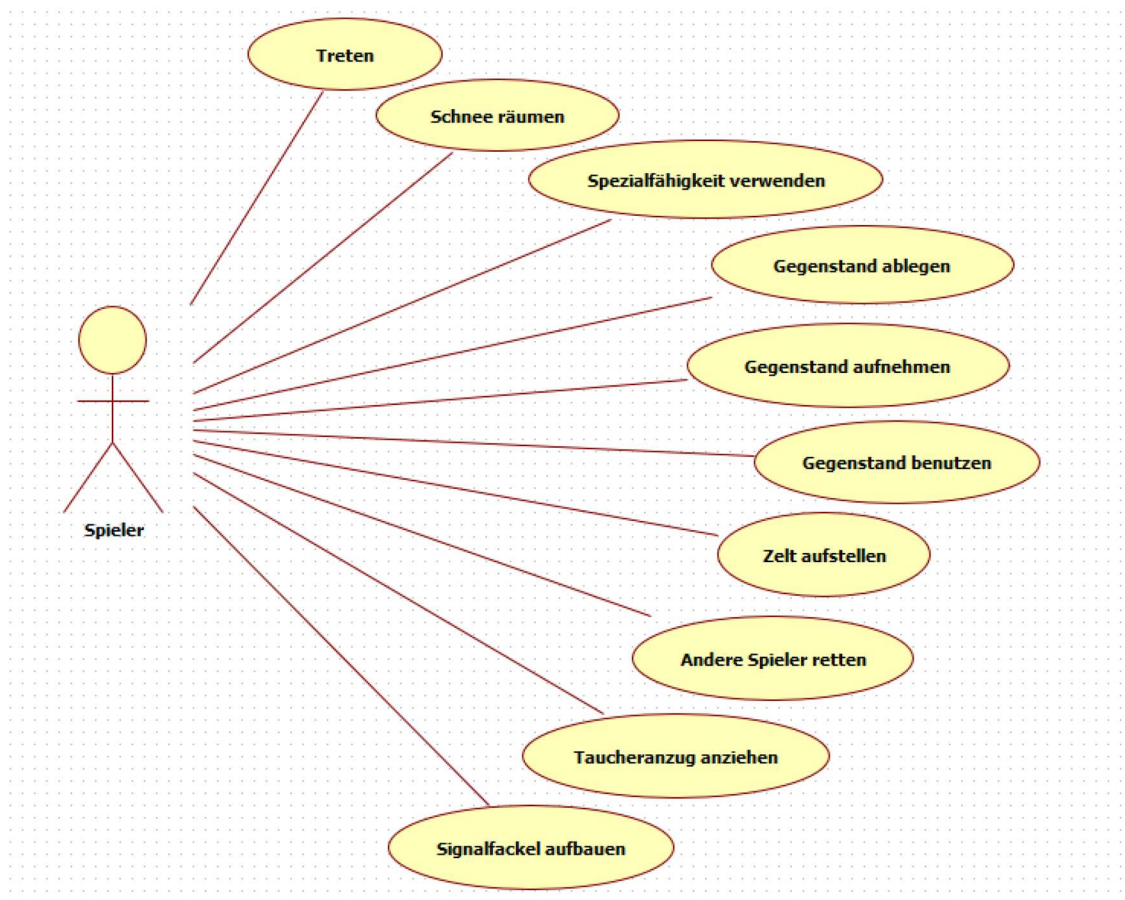 Treten
Schnee räumen
Spezialfähigkeit verwenden
Gegenstand ablegen
Gegenstand aufnehmen
Gegenstand benutzen
Spieler
Zelt aufstellen
Andere Spieler retten
Taucheranzug anziehen
Signalfackel aufbauen